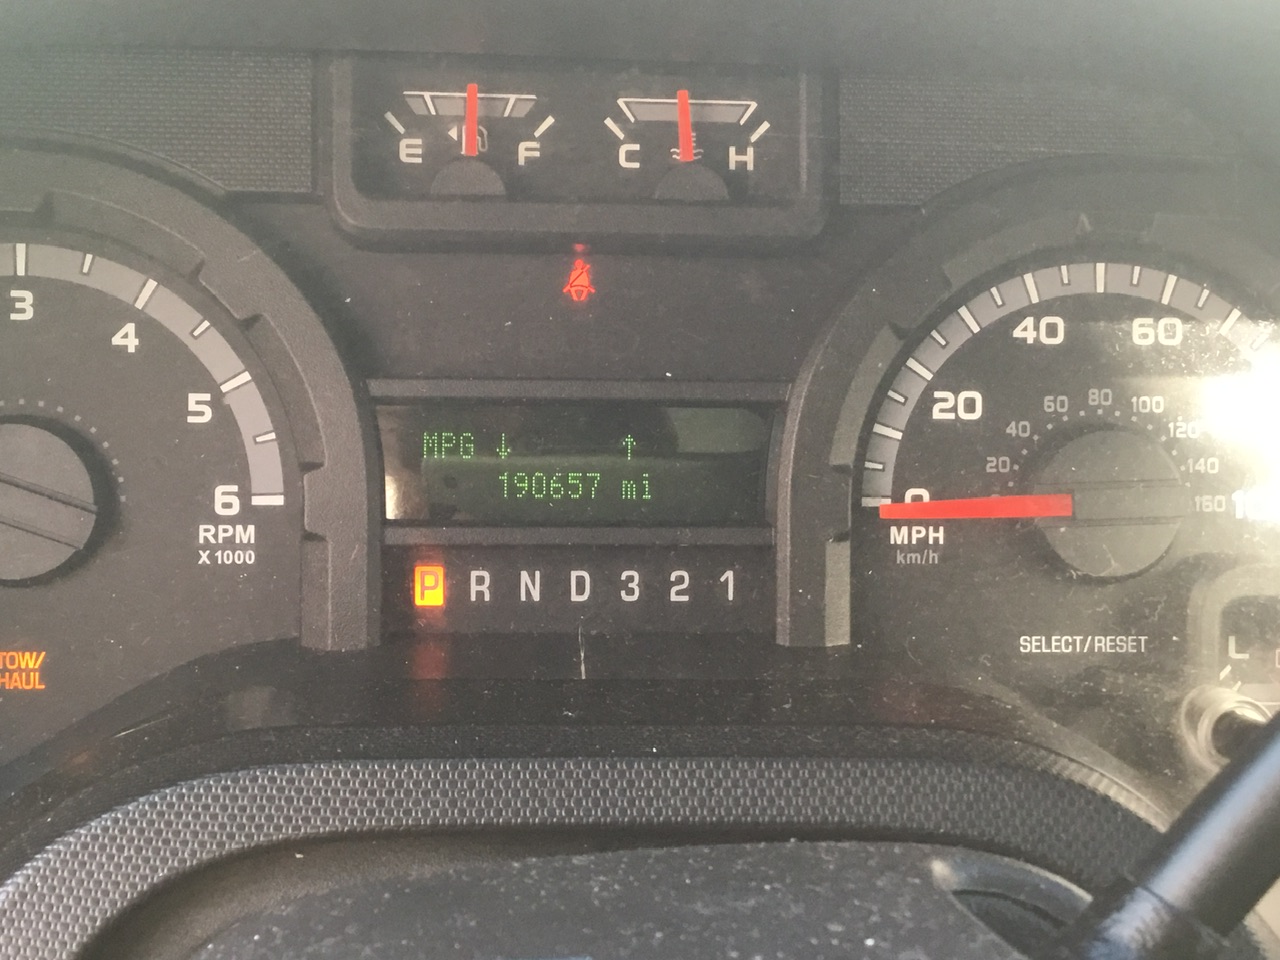 E F
C H
3
4
5
6
RPM
X 1000
MPG ↓ ↑
190657 mi
P R N D 3 2 1
TOW/
HAUL
0
20
40
60
20
40
60
80
100
120
140
160
MPH
km/h
SELECT/RESET
L